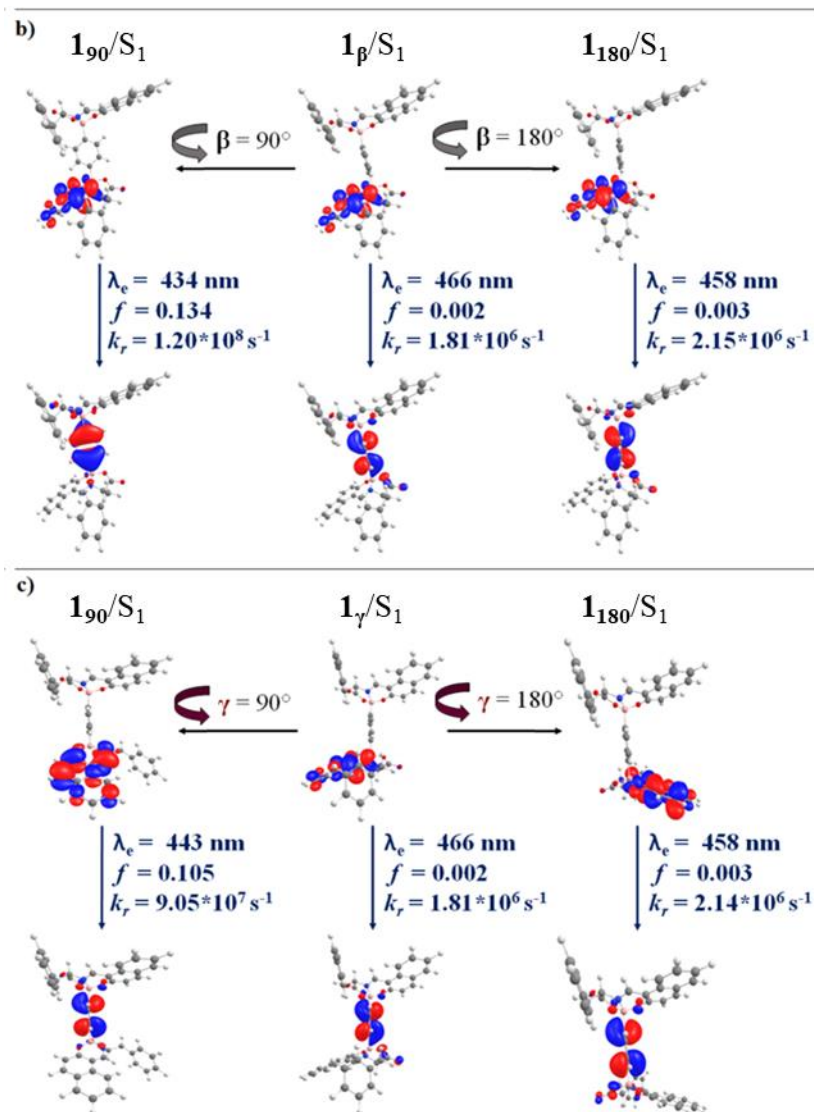 b)
1₉₀/S₁ 1ᵦ/S₁ 1₁₈₀/S₁
β = 90° β = 180°
λₑ = 434 nm λₑ = 466 nm λₑ = 458 nm
f = 0.134 f = 0.002 f = 0.003
kᵣ = 1.20*10⁸ s⁻¹ kᵣ = 1.81*10⁶ s⁻¹ kᵣ = 2.15*10⁶ s⁻¹
c)
1₉₀/S₁ 1ᵧ/S₁ 1₁₈₀/S₁
γ = 90° γ = 180°
λₑ = 443 nm λₑ = 466 nm λₑ = 458 nm
f = 0.105 f = 0.002 f = 0.003
kᵣ = 9.05*10⁷ s⁻¹ kᵣ = 1.81*10⁶ s⁻¹ kᵣ = 2.14*10⁶ s⁻¹